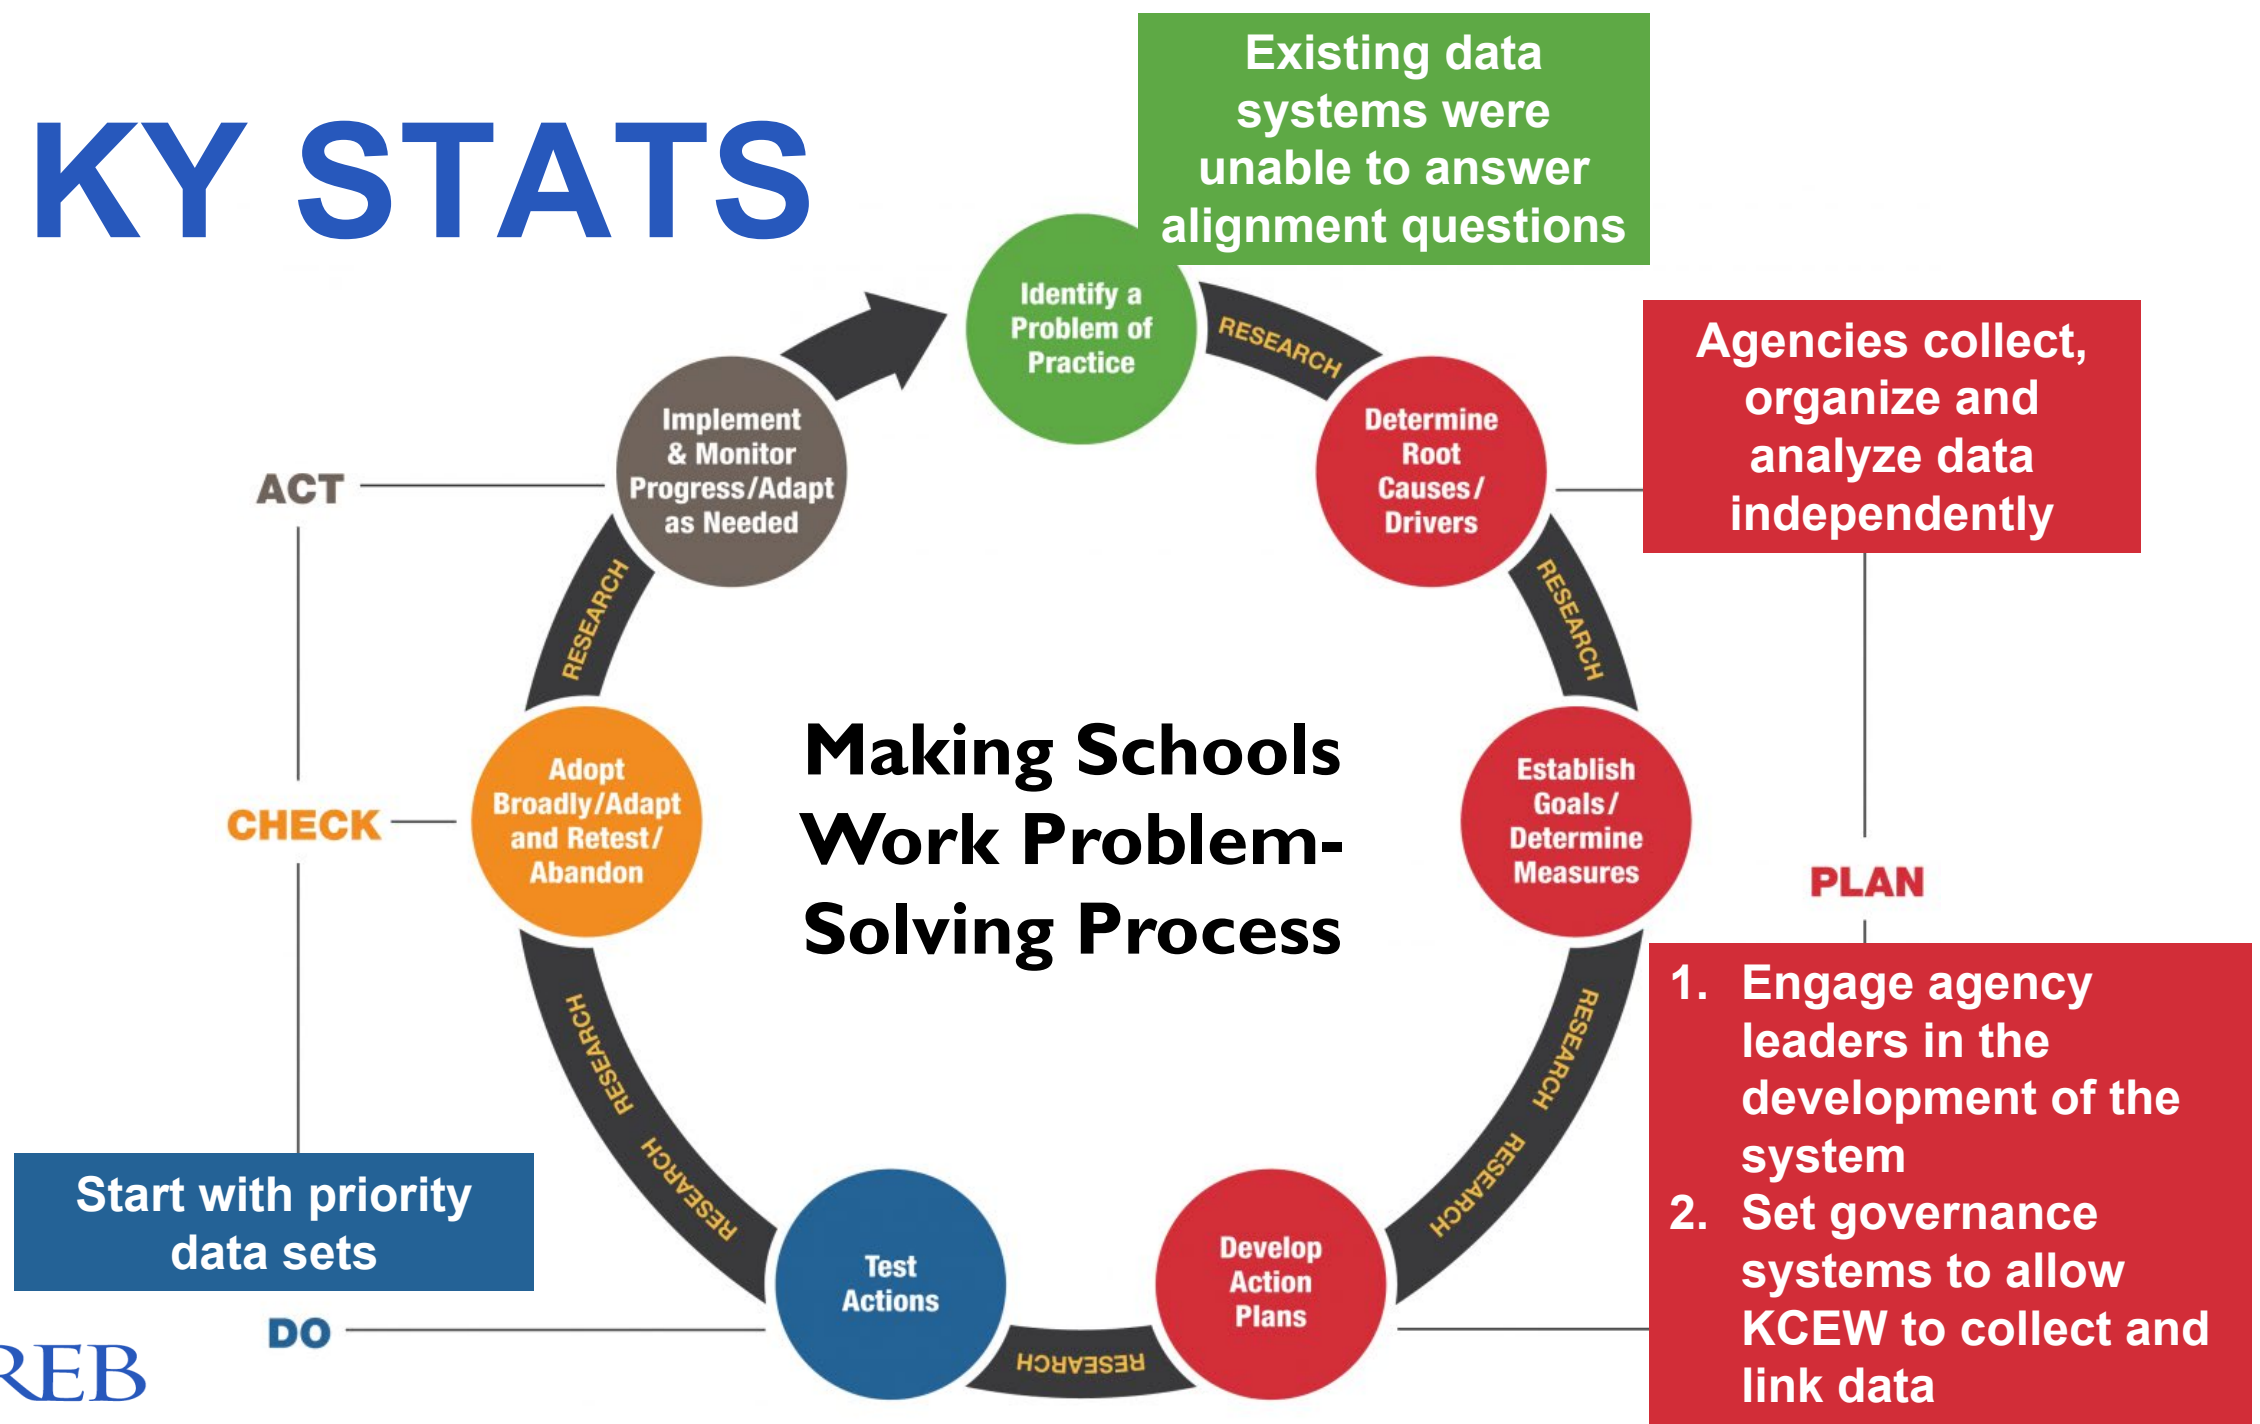 KY STATS
Existing data
systems were
unable to answer
alignment questions
Identify a
Problem of
Practice
RESEARCH
Agencies collect,
organize and
analyze data
independently
Determine
Root
Causes/
Drivers
RESEARCH
Establish
Goals/
Determine
Measures
PLAN
RESEARCH
RESEARCH
1. Engage agency
leaders in the
development of the
system
2. Set governance
systems to allow
KCEW to collect and
link data
Develop
Action
Plans
RESEARCH
Test
Actions
DO
Start with priority
data sets
RESEARCH
RESEARCH
Adopt
Broadly/Adapt
and Retest/
Abandon
CHECK
RESEARCH
Implement
& Monitor
Progress/Adapt
as Needed
ACT
Making Schools
Work Problem-
Solving Process
REB